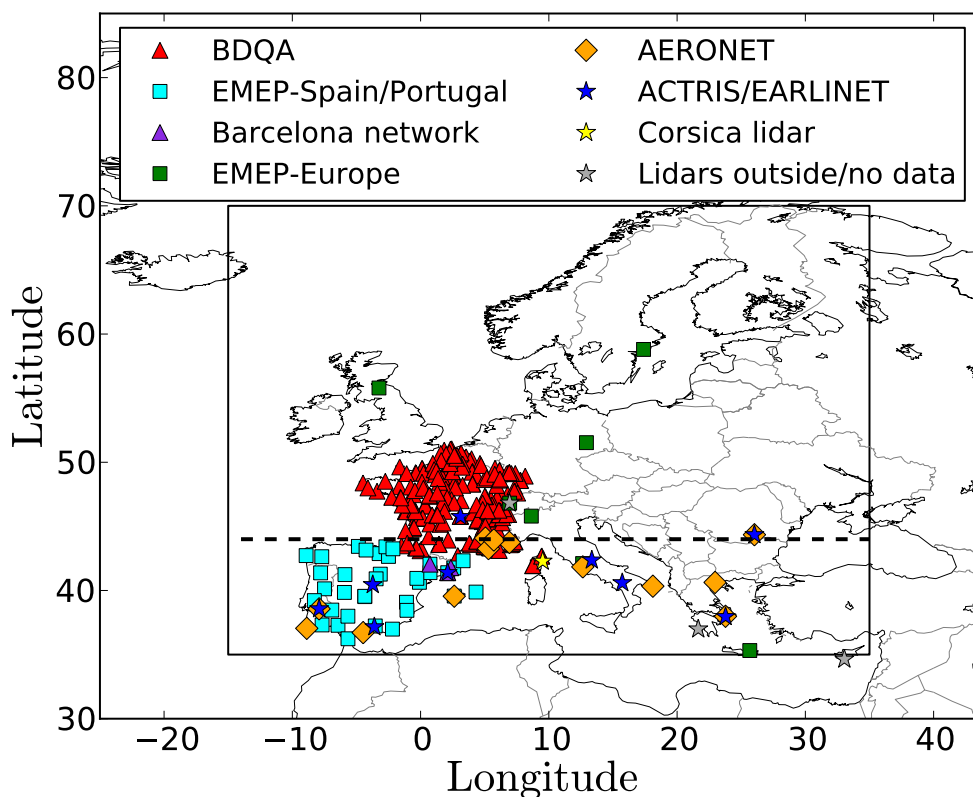 BDQA
EMEP-Spain/Portugal
Barcelona network
EMEP-Europe
AERONET
ACTRIS/EARLINET
Corsica lidar
Lidars outside/no data
Latitude
80
70
60
50
40
30
−20
−10
0
10
20
30
40
Longitude